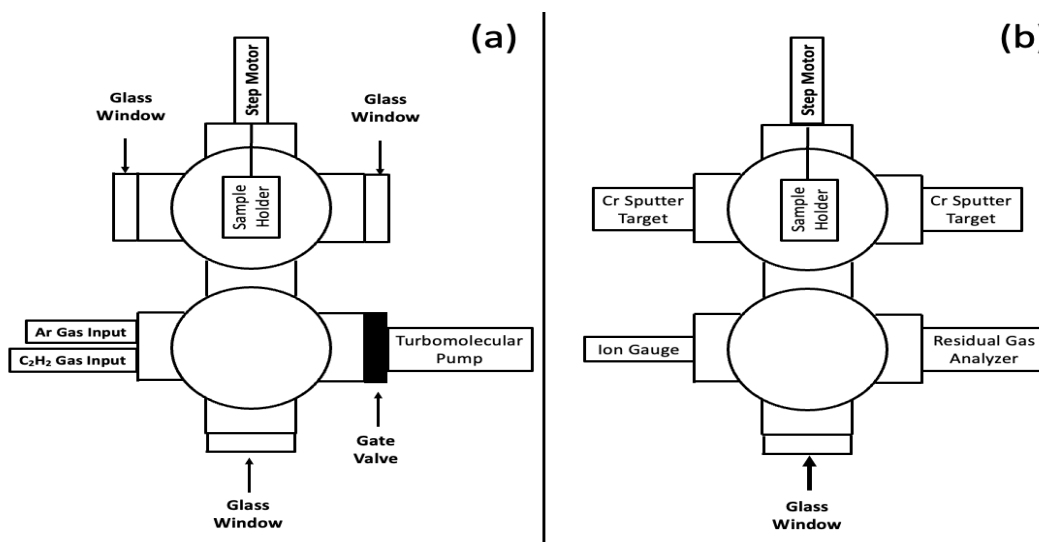 (a)
Step Motor
Glass
Window
Glass
Window
Sample
Holder
Ar Gas Input
C₂H₂ Gas Input
Turbomolecular
Pump
Gate
Valve
Glass
Window
(b)
Step Motor
Cr Sputter
Target
Sample
Holder
Cr Sputter
Target
Ion Gauge
Residual Gas
Analyzer
Glass
Window